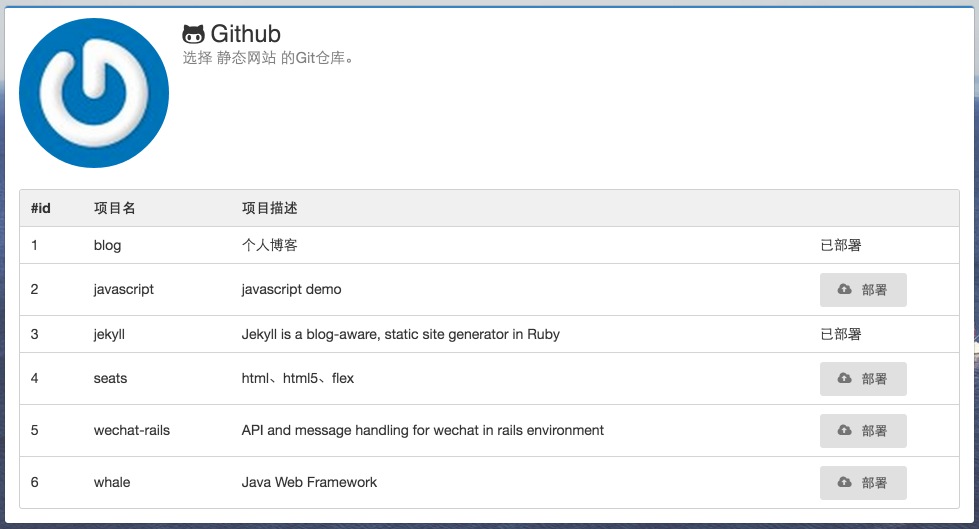 Github
选择 静态网站 的Git仓库。
#id 项目名 项目描述
1 blog 个人博客 已部署
2 javascript javascript demo 部署
3 jekyll Jekyll is a blog-aware, static site generator in Ruby 已部署
4 seats html、html5、flex 部署
5 wechat-rails API and message handling for wechat in rails environment 部署
6 whale Java Web Framework 部署